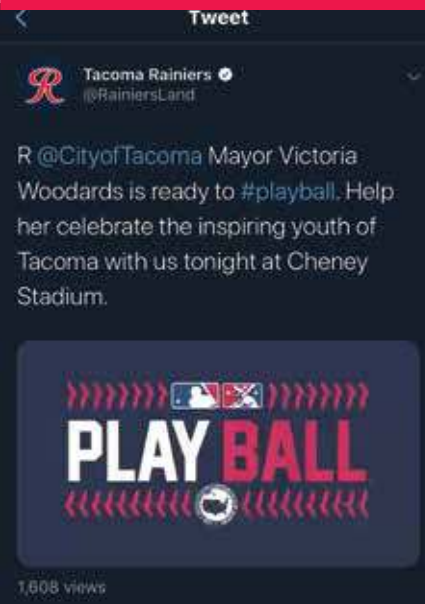 Tweet
Tacoma Rainiers
@RainiersLand
R @CityofTacoma Mayor Victoria
Woodards is ready to #playball. Help
her celebrate the inspiring youth of
Tacoma with us tonight at Cheney
Stadium.
PLAY BALL
1,608 views